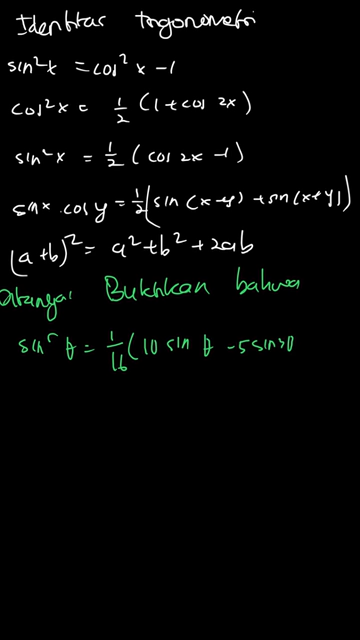 Identitas trigonometri
sin²x = cos²x - 1
cos²x = 1/2 (1 + cos 2x)
sin²x = 1/2 (cos 2x - 1)
sin x . cos y = 1/2 (sin (x-y) + sin (x+y))
(a+b)² = a² + b² + 2ab
Buktikan bahwa
sin⁵ θ = 1/16 (10 sin θ - 5 sin 3θ